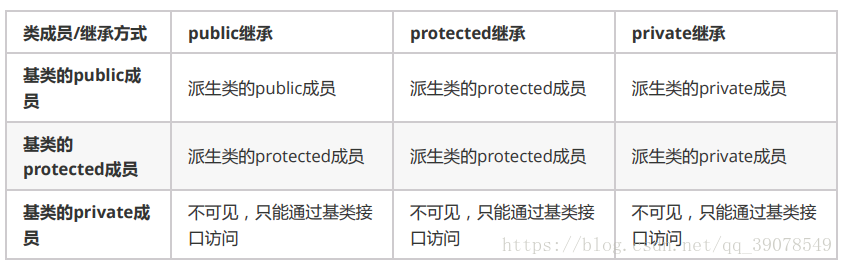 类成员/继承方式 public继承 protected继承 private继承
基类的public成
员
派生类的public成员 派生类的protected成员 派生类的private成员
基类的
protected成员
派生类的protected成员 派生类的protected成员 派生类的private成员
基类的private成
员
不可见，只能通过基类接
口访问
不可见，只能通过基类接
口访问
不可见，只能通过基类接
口访问
https://blog.csdn.net/qq_39078549